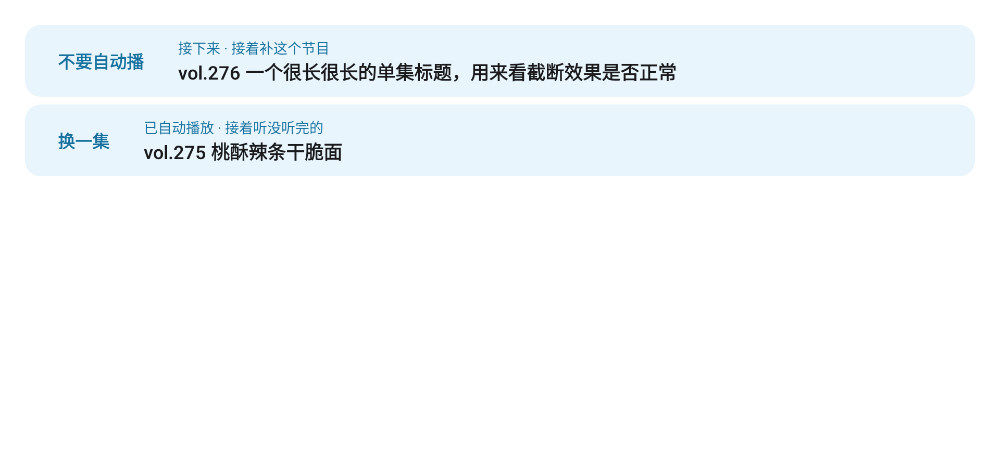 不要自动播
接下来 · 接着补这个节目
vol.276 一个很长很长的单集标题，用来看截断效果是否正常
换一集
已自动播放 · 接着听没听完的
vol.275 桃酥辣条干脆面